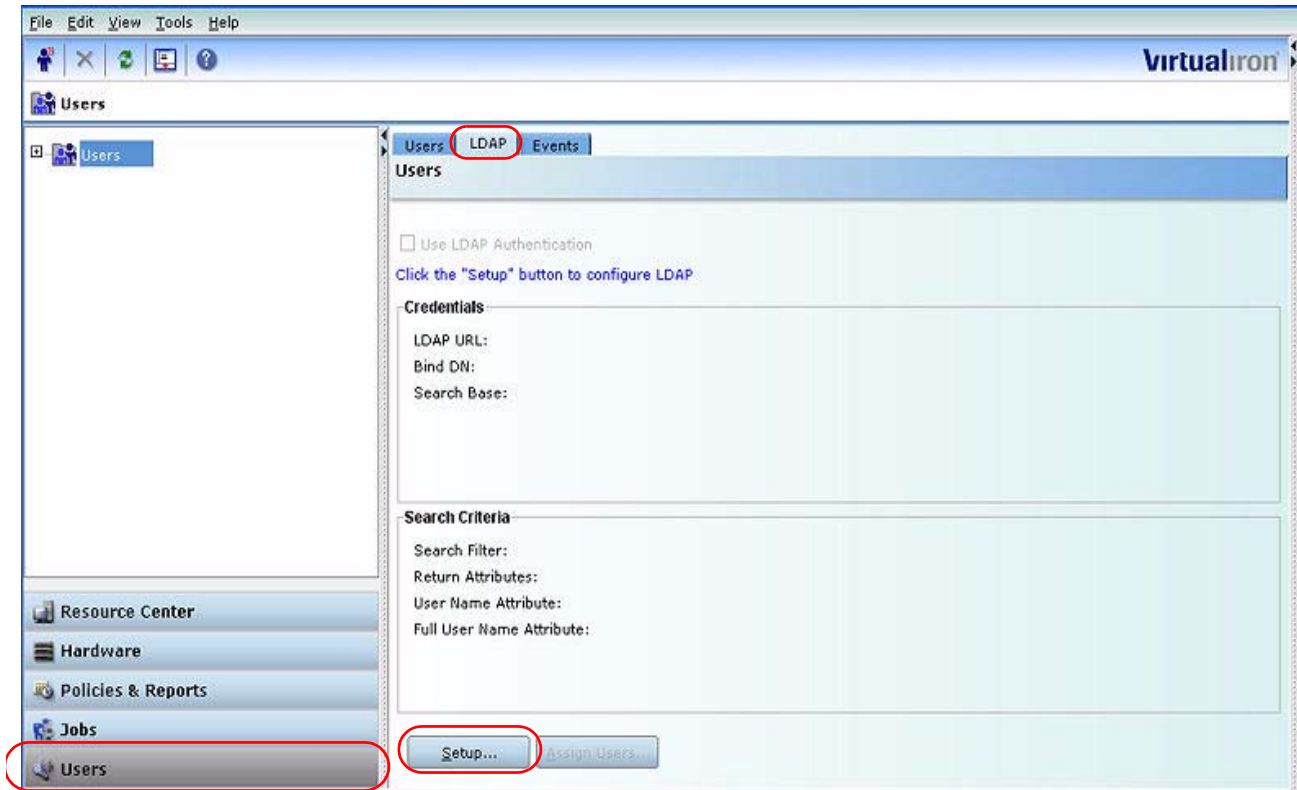 File Edit View Tools Help
Virtualiron
Users
Users
Users LDAP Events
Users
Use LDAP Authentication
Click the "Setup" button to configure LDAP
Credentials
LDAP URL:
Bind DN:
Search Base:
Search Criteria
Search Filter:
Return Attributes:
User Name Attribute:
Full User Name Attribute:
Resource Center
Hardware
Policies & Reports
Jobs
Users
Setup... Assign Users...